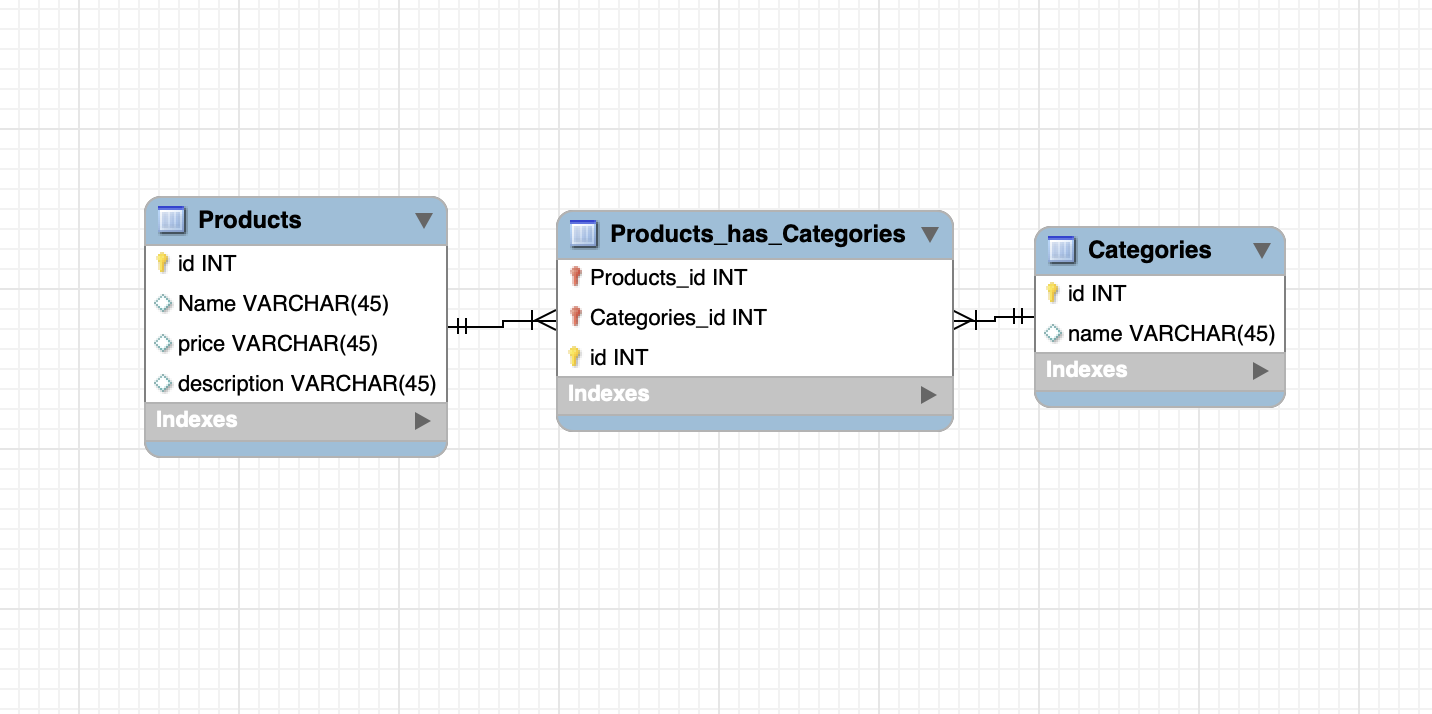 Products
id INT
Name VARCHAR(45)
price VARCHAR(45)
description VARCHAR(45)
Indexes
Products_has_Categories
Products_id INT
Categories_id INT
id INT
Indexes
Categories
id INT
name VARCHAR(45)
Indexes